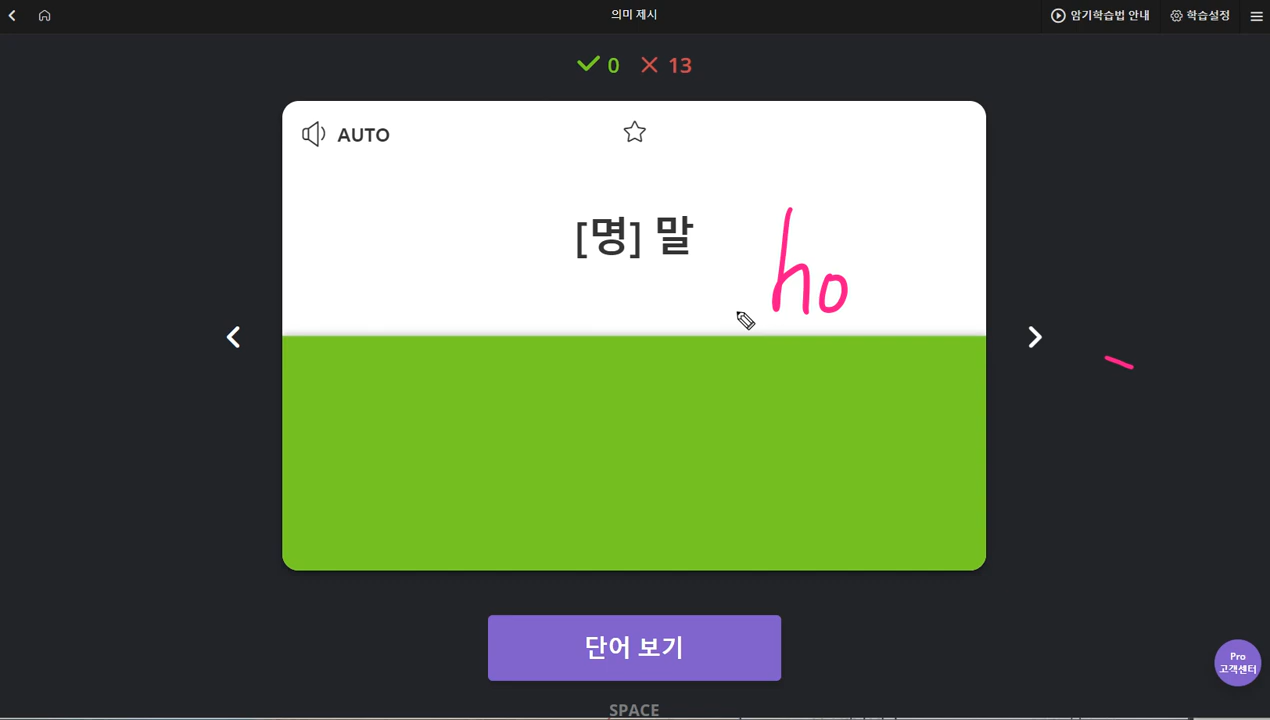 의미 제시
암기학습법 안내
학습설정
0 13
AUTO
[명] 말
ho
단어 보기
SPACE
Pro
고객센터